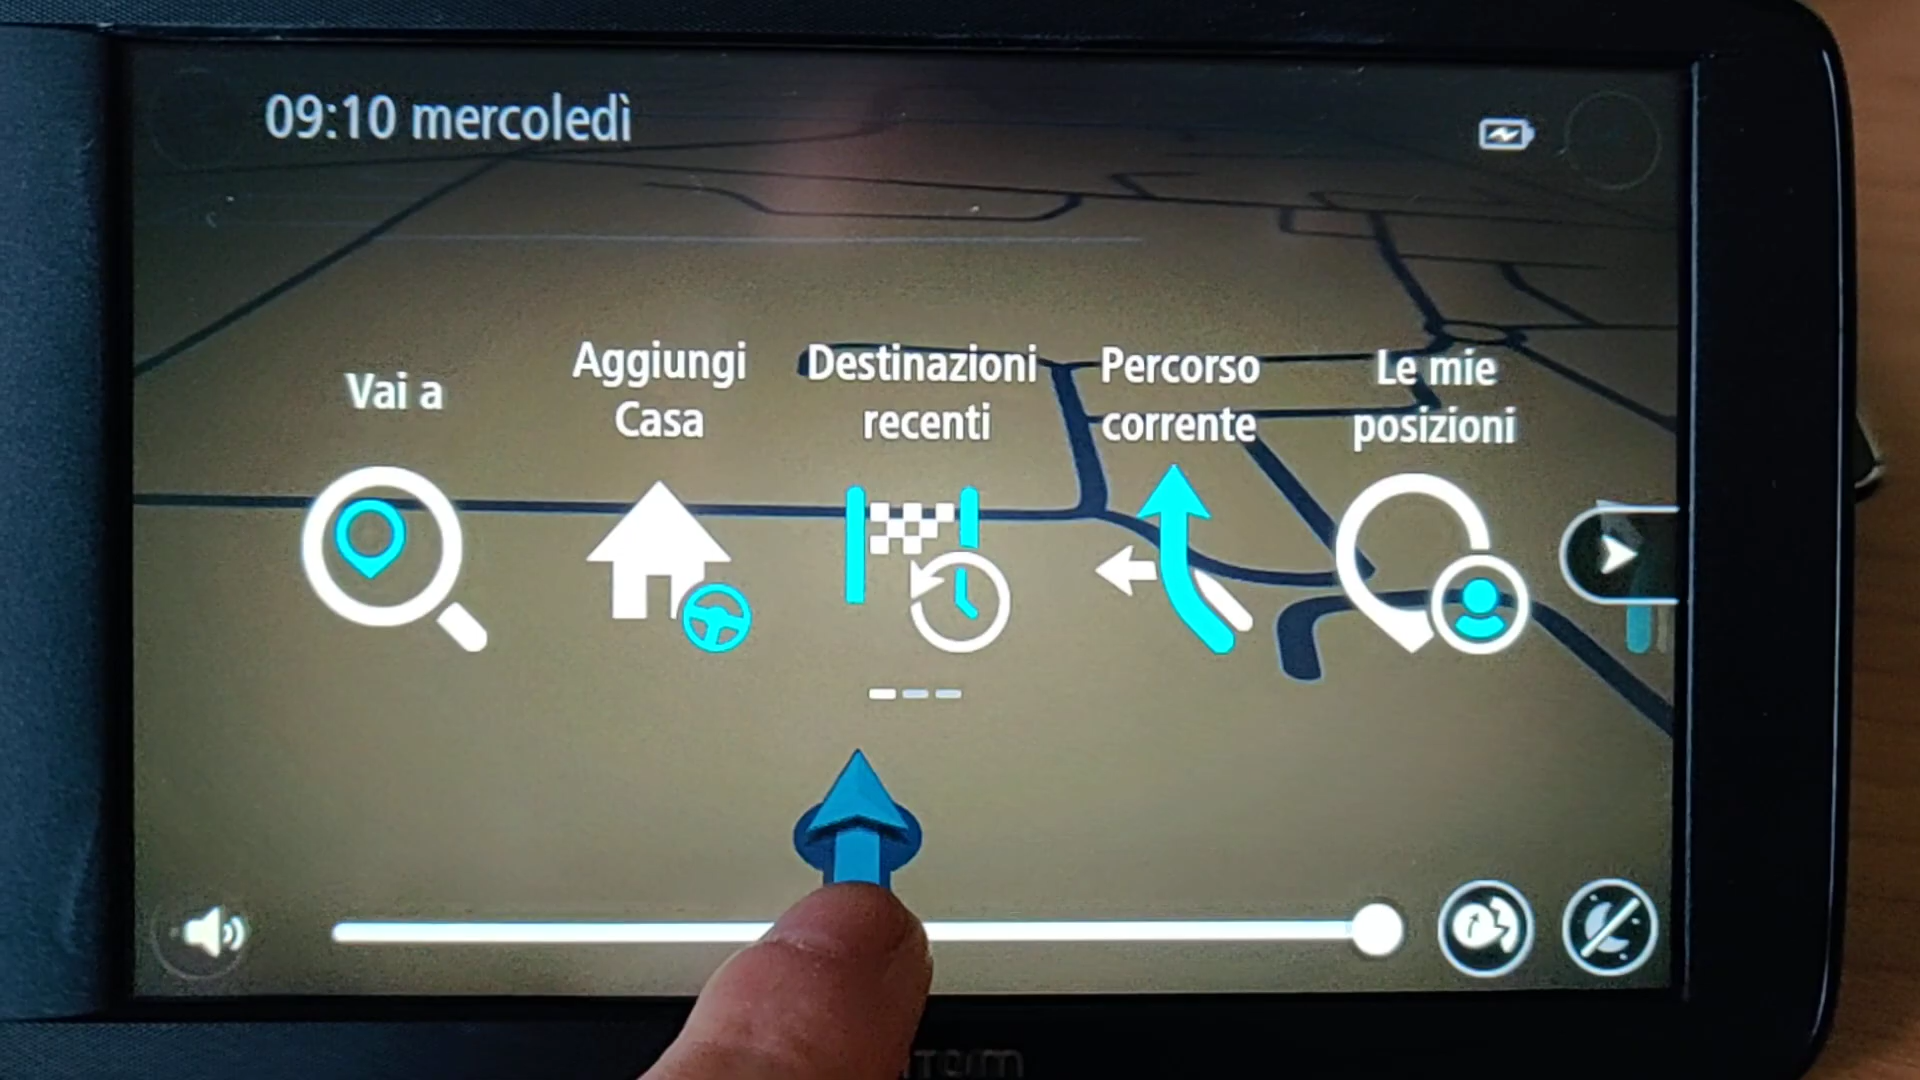 09:10 mercoledì
Vai a
Aggiungi
Casa
Destinazioni
recenti
Percorso
corrente
Le mie
posizioni